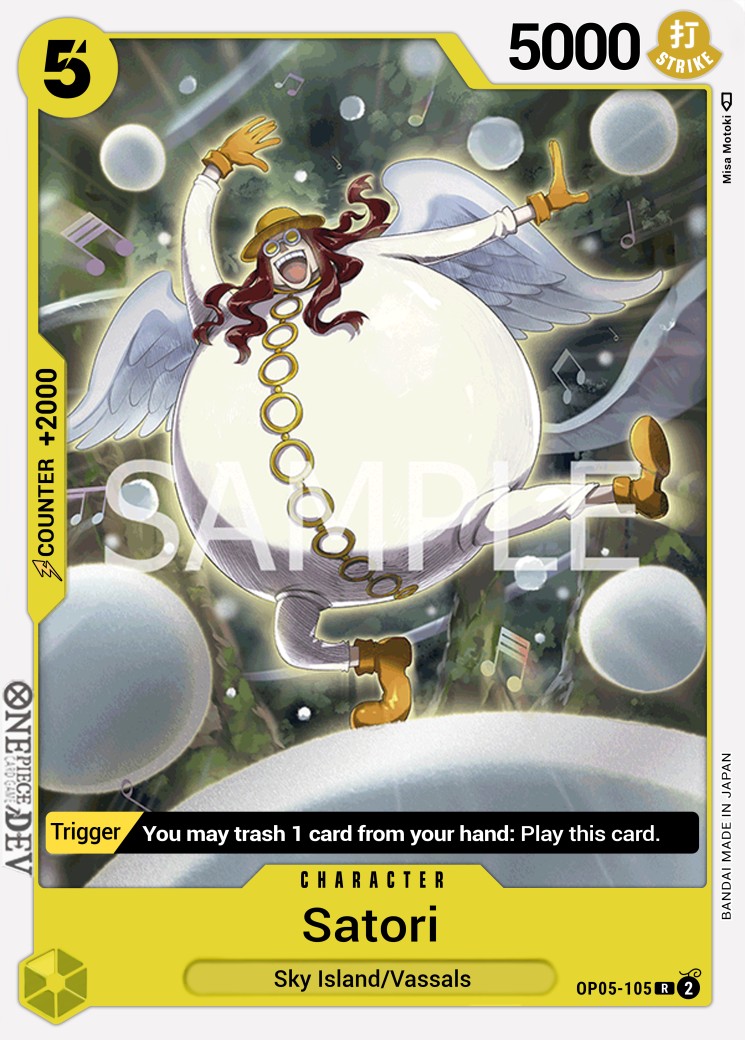 5
5000
打
STRIKE
Misa Motoki
COUNTER +2000
SAMPLE
ONE PIECE
CARD GAME
DEV
Trigger You may trash 1 card from your hand: Play this card.
BANDAI MADE IN JAPAN
CHARACTER
Satori
Sky Island/Vassals
OP05-105 R 2